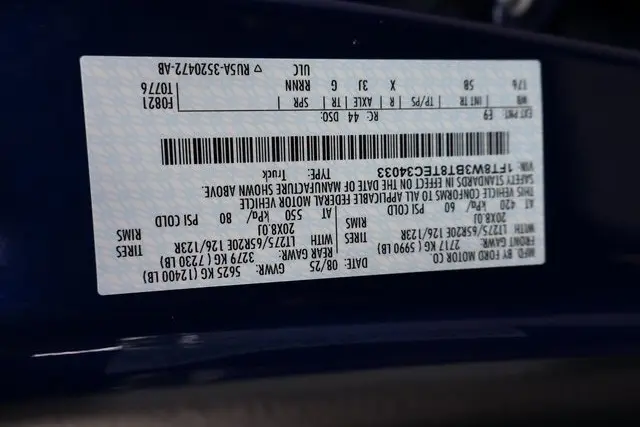 MFD. BY FORD MOTOR CO.
DATE: 08/25 GVWR: 5625 KG (12400 LB)
FRONT GAWR: 2717 KG (5990 LB) REAR GAWR: 3279 KG (7230 LB)
LT275/65R20E 126/123R TIRES WITH LT275/65R20E 126/123R TIRES
20X8.0J RIMS 20X8.0J RIMS
AT 420 kPa/ 60 PSI COLD AT 550 kPa/ 80 PSI COLD
THIS VEHICLE CONFORMS TO ALL APPLICABLE FEDERAL MOTOR VEHICLE
SAFETY STANDARDS IN EFFECT ON THE DATE OF MANUFACTURE SHOWN ABOVE.
VIN: 1FT8W3BT8TEC34033 TYPE: Truck
EXT PNT: E9 RC: 44 DSO: F0821
WB INT TR TP/PS R AXLE TR SPR T0776
176 5B X 3J G RRNN
ULC ▽ RU5A-3520472-AB